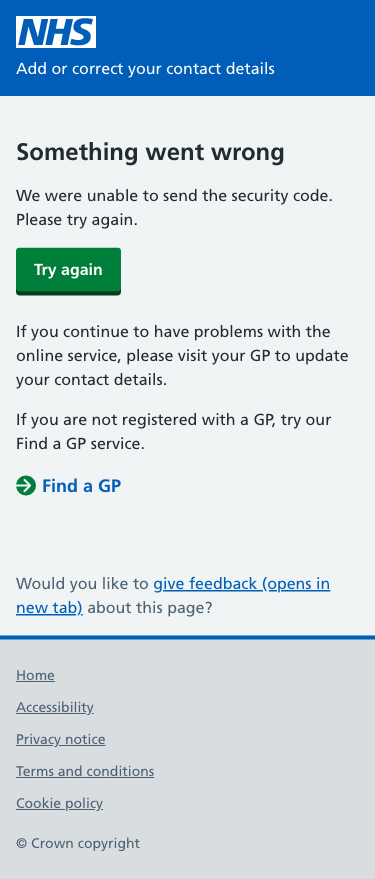 NHS
Add or correct your contact details
Something went wrong
We were unable to send the security code.
Please try again.
Try again
If you continue to have problems with the
online service, please visit your GP to update
your contact details.
If you are not registered with a GP, try our
Find a GP service.
Find a GP
Would you like to give feedback (opens in
new tab) about this page?
Home
Accessibility
Privacy notice
Terms and conditions
Cookie policy
© Crown copyright